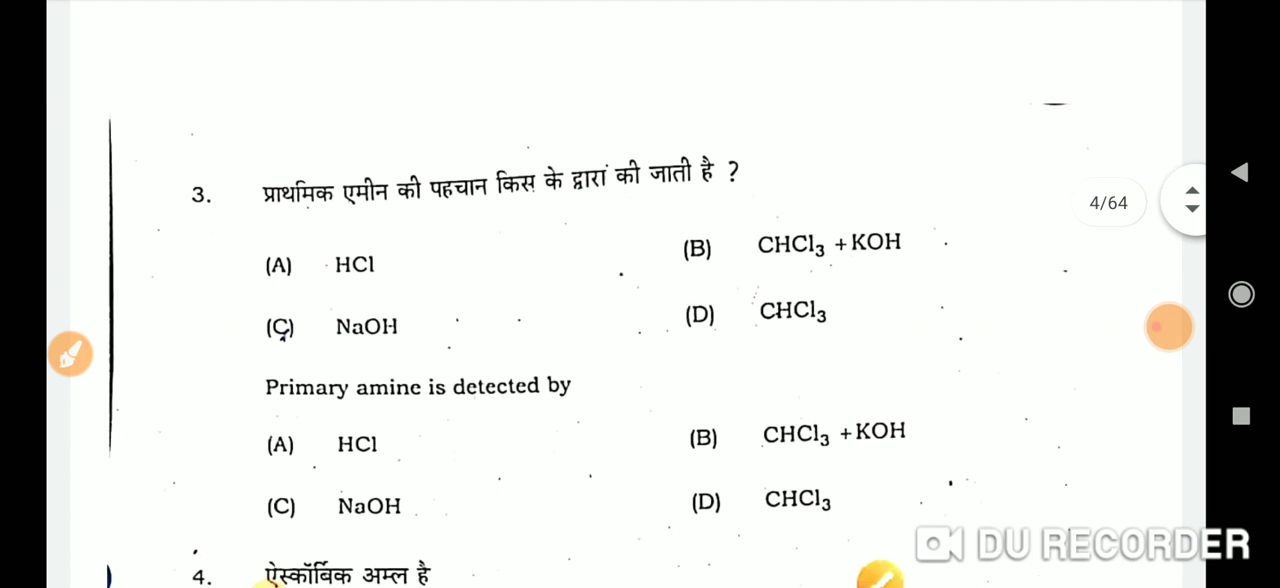 3. प्राथमिक एमीन की पहचान किस के द्वारा की जाती है ?
4/64
(A) HCl (B) CHCl₃ + KOH
(C) NaOH (D) CHCl₃
Primary amine is detected by
(A) HCl (B) CHCl₃ + KOH
(C) NaOH (D) CHCl₃
DU RECORDER
4. ऐस्कॉर्बिक अम्ल है